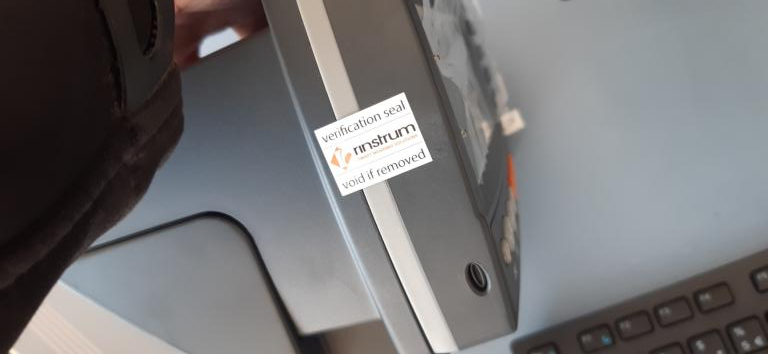 verification seal
rinstrum
void if removed